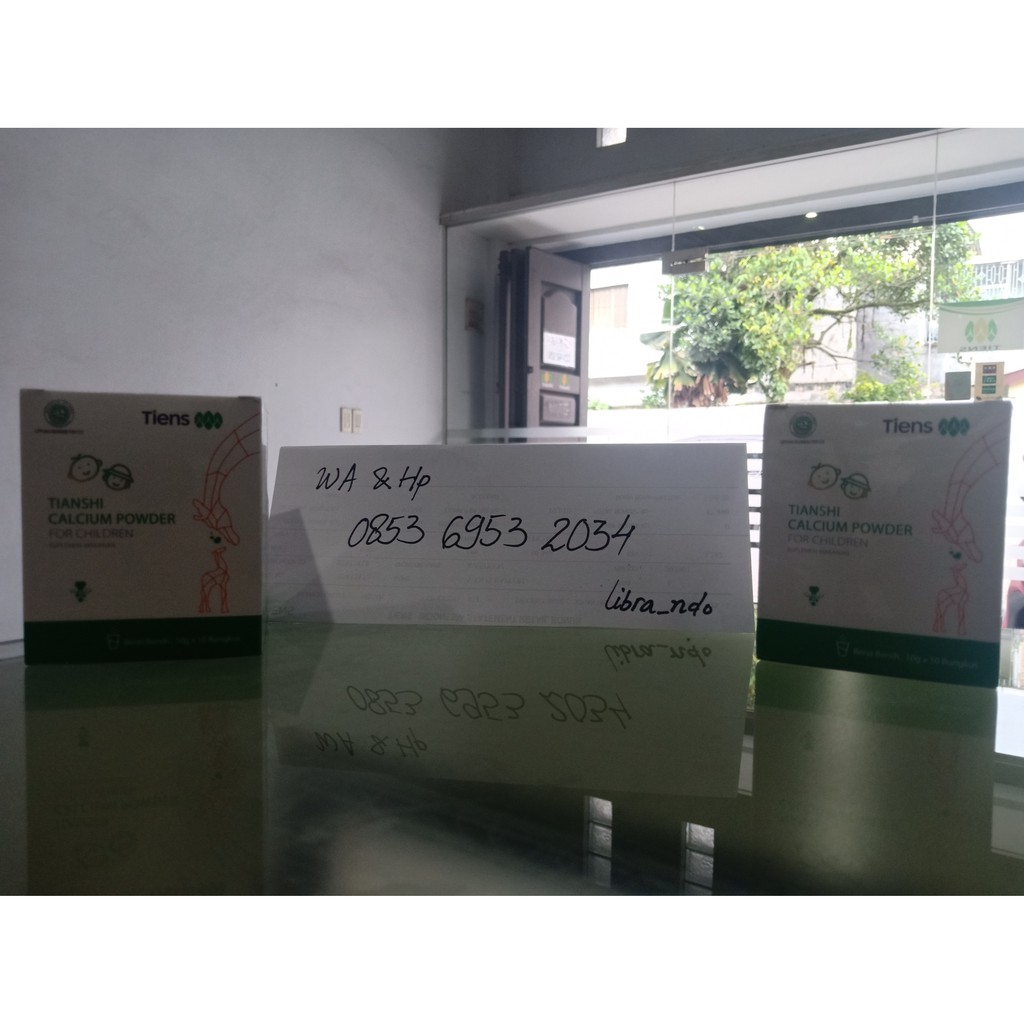 Tiens
TIANSHI
CALCIUM POWDER
FOR CHILDREN
WA & Hp
0853 6953 2034
libra_ndo
Tiens
TIANSHI
CALCIUM POWDER
FOR CHILDREN